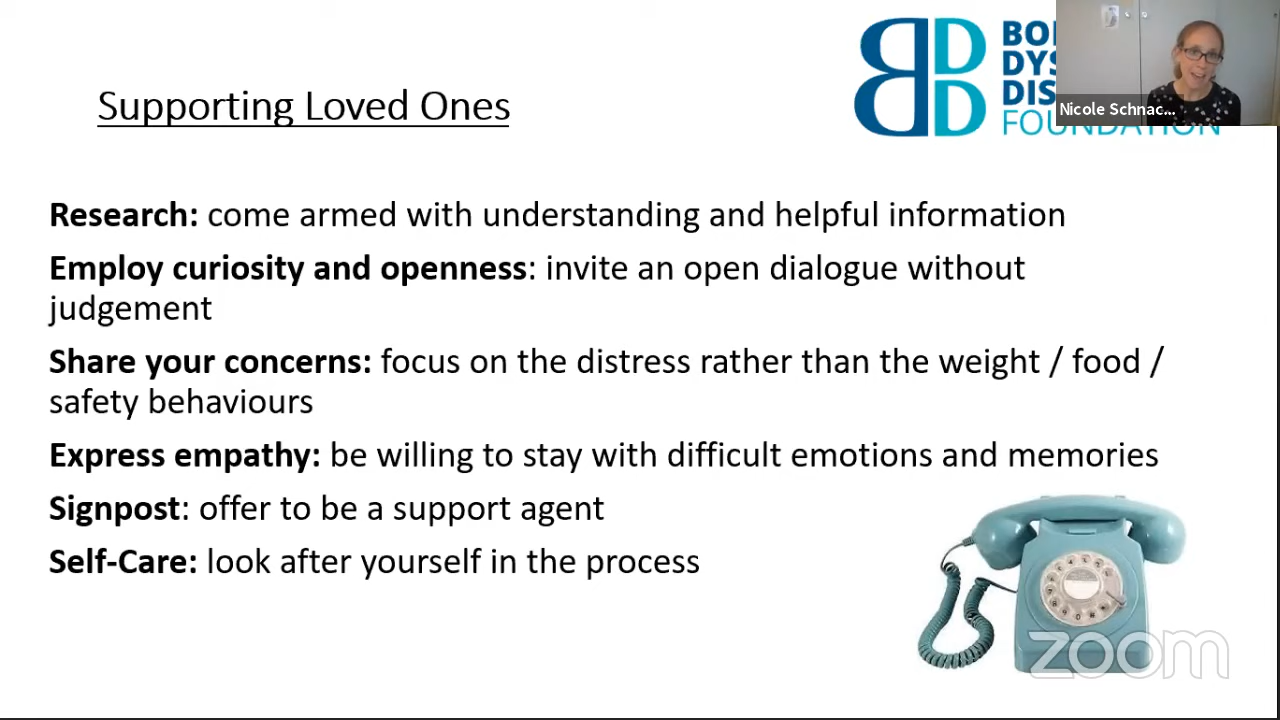 Supporting Loved Ones
BO
DYS
DIS
FOUNDATION
Nicole Schnac...
Research: come armed with understanding and helpful information
Employ curiosity and openness: invite an open dialogue without
judgement
Share your concerns: focus on the distress rather than the weight / food /
safety behaviours
Express empathy: be willing to stay with difficult emotions and memories
Signpost: offer to be a support agent
Self-Care: look after yourself in the process
zoom